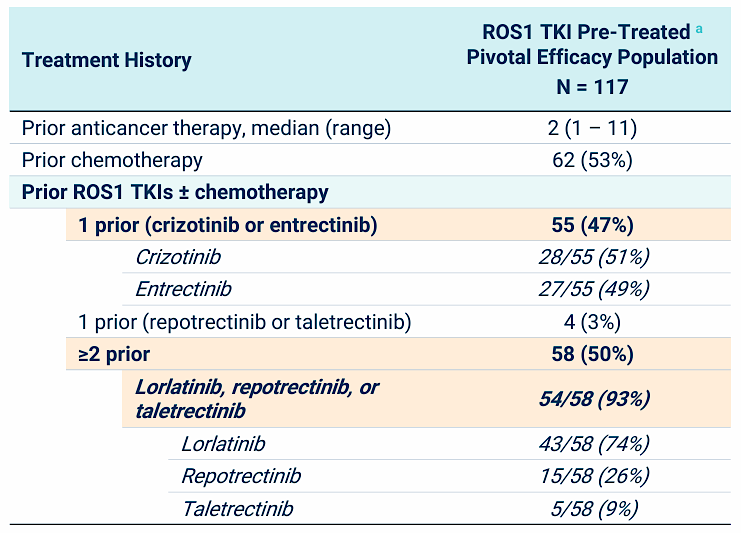 Treatment History
ROS1 TKI Pre-Treated a
Pivotal Efficacy Population
N = 117
Prior anticancer therapy, median (range) 2 (1 – 11)
Prior chemotherapy 62 (53%)
Prior ROS1 TKIs ± chemotherapy
1 prior (crizotinib or entrectinib) 55 (47%)
Crizotinib 28/55 (51%)
Entrectinib 27/55 (49%)
1 prior (repotrectinib or taletrectinib) 4 (3%)
≥2 prior 58 (50%)
Lorlatinib, repotrectinib, or
taletrectinib 54/58 (93%)
Lorlatinib 43/58 (74%)
Repotrectinib 15/58 (26%)
Taletrectinib 5/58 (9%)